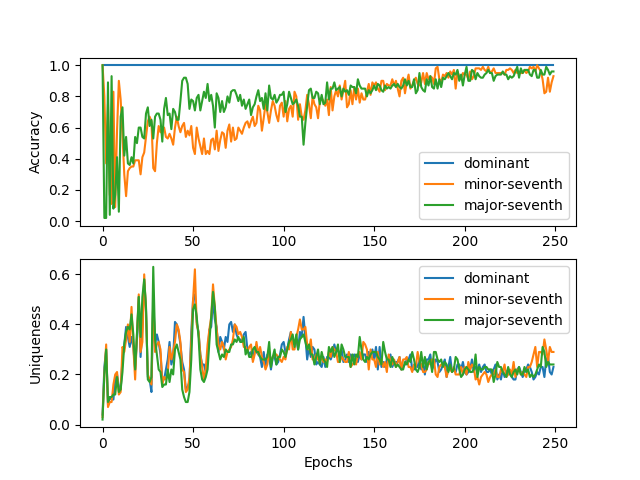 1.0
0.8
0.6
0.4
0.2
0.0
Accuracy
dominant
minor-seventh
major-seventh
0 50 100 150 200 250
0.6
0.4
0.2
0.0
Uniqueness
dominant
minor-seventh
major-seventh
0 50 100 150 200 250
Epochs